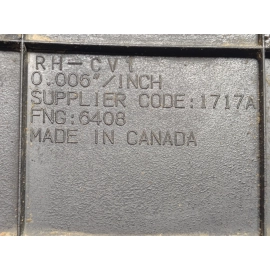 RH-CV1
0.006"/INCH
SUPPLIER CODE:1717A
FNG:6408
MADE IN CANADA